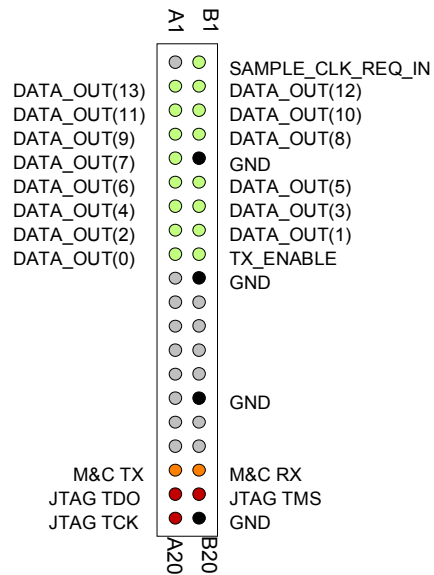 A1 B1
SAMPLE_CLK_REQ_IN
DATA_OUT(13) DATA_OUT(12)
DATA_OUT(11) DATA_OUT(10)
DATA_OUT(9) DATA_OUT(8)
DATA_OUT(7) GND
DATA_OUT(6) DATA_OUT(5)
DATA_OUT(4) DATA_OUT(3)
DATA_OUT(2) DATA_OUT(1)
DATA_OUT(0) TX_ENABLE
GND
GND
M&C TX M&C RX
JTAG TDO JTAG TMS
JTAG TCK GND
A20 B20